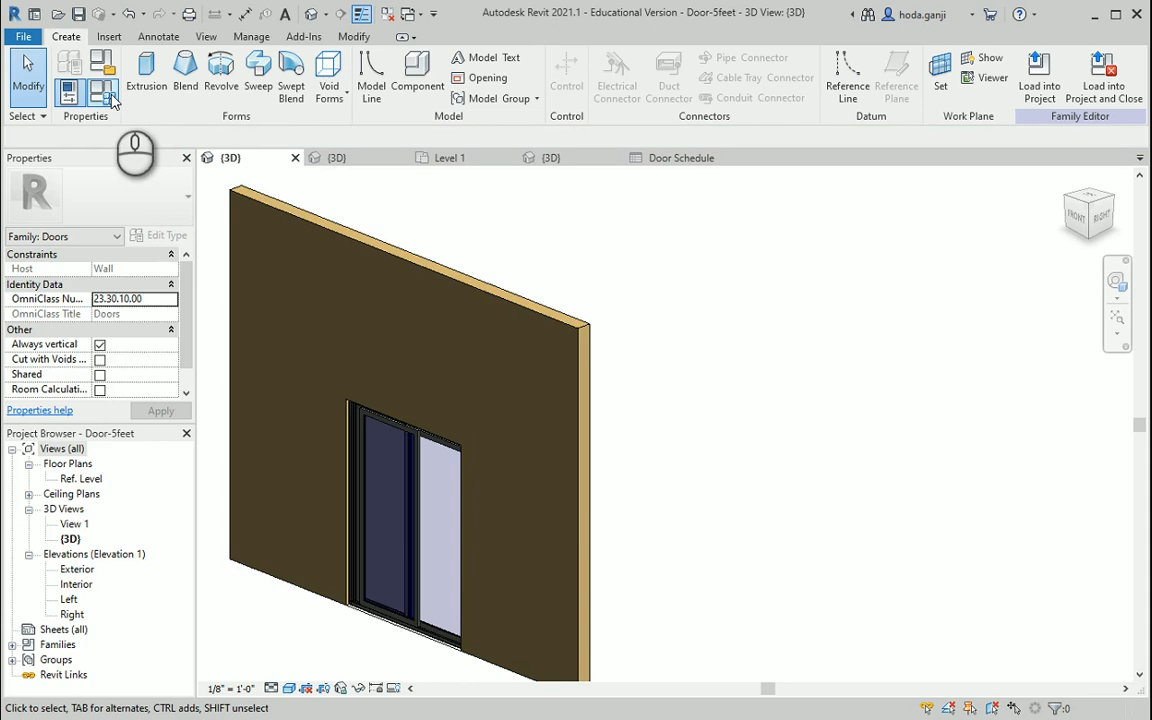 Autodesk Revit 2021.1 - Educational Version - Door-5feet - 3D View: {3D}
hoda.ganji
File Create Insert Annotate View Manage Add-Ins Modify
Modify Extrusion Blend Revolve Sweep Swept Blend Void Forms Model Line Component Model Text Opening Model Group Control Electrical Connector Duct Connector Pipe Connector Cable Tray Connector Conduit Connector Reference Line Reference Plane Set Show Viewer Load into Project Load into Project and Close
Select Properties Forms Model Control Connectors Datum Work Plane Family Editor
Properties
{3D} {3D} Level 1 {3D} Door Schedule
Family: Doors Edit Type
Constraints
Host Wall
Identity Data
OmniClass Nu... 23.30.10.00
OmniClass Title Doors
Other
Always vertical
Cut with Voids ...
Shared
Room Calculati...
Properties help Apply
Project Browser - Door-5feet
Views (all)
Floor Plans
Ref. Level
Ceiling Plans
3D Views
View 1
{3D}
Elevations (Elevation 1)
Exterior
Interior
Left
Right
Sheets (all)
Families
Groups
Revit Links
FRONT RIGHT
1/8" = 1'-0"
Click to select, TAB for alternates, CTRL adds, SHIFT unselect
:0